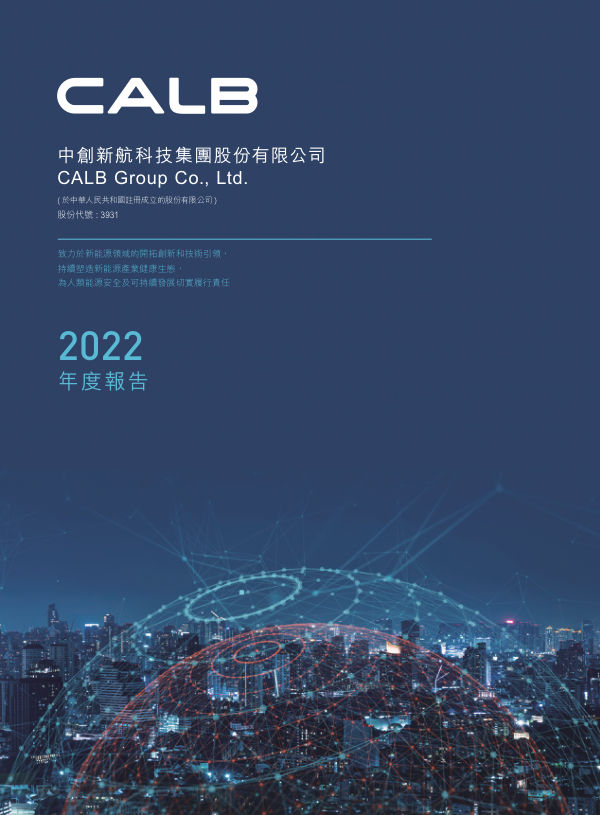 CALB
中創新航科技集團股份有限公司
CALB Group Co., Ltd.
(於中華人民共和國註冊成立的股份有限公司)
股份代號 : 3931
致力於新能源領域的開拓創新和技術引領，
持續塑造新能源產業健康生態，
為人類能源安全及可持續發展切實履行責任
2022
年度報告